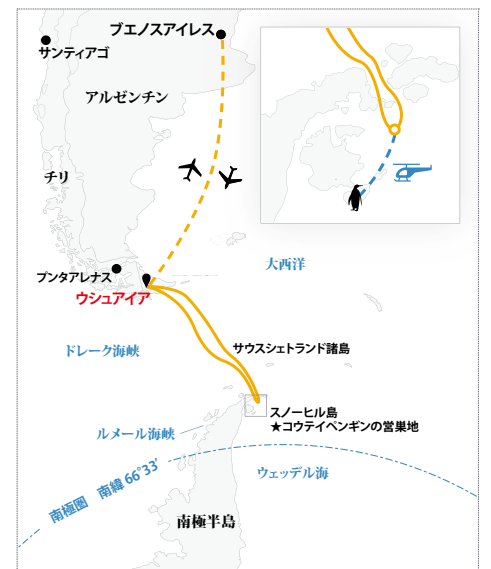 ブエノスアイレス
サンティアゴ
アルゼンチン
チリ
大西洋
プンタアレナス
ウシュアイア
ドレーク海峡
サウスシェトランド諸島
スノーヒル島
★コウテイペンギンの営巣地
ルメール海峡
ウェッデル海
南極圏 南緯 66°33′
南極半島